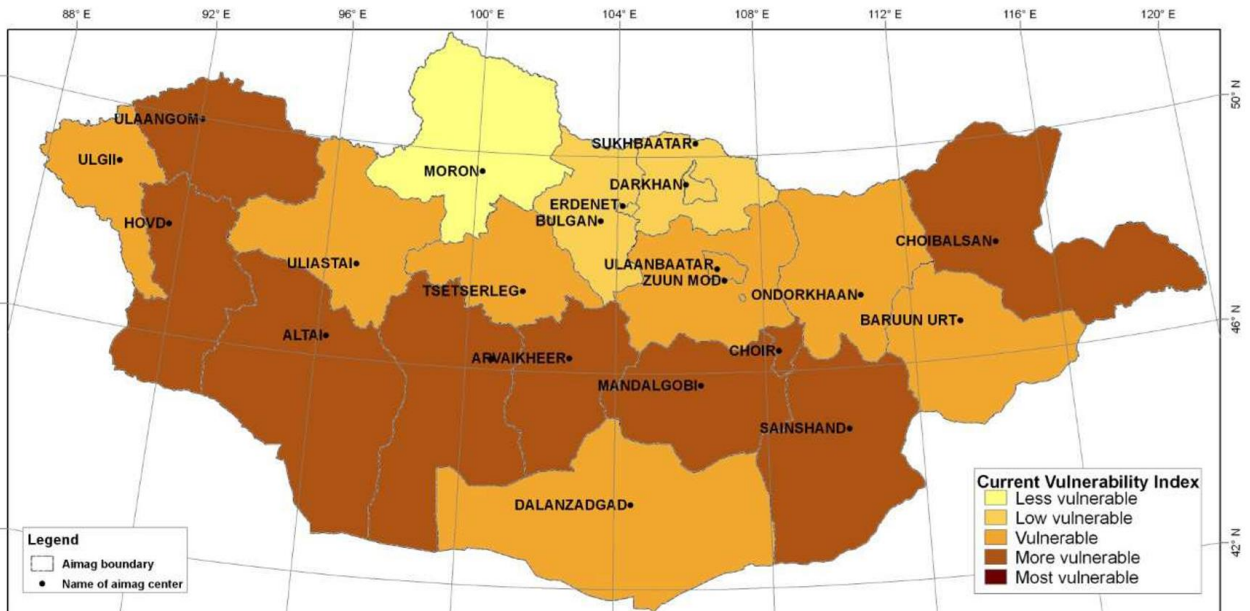 88° E 92° E 96° E 100° E 104° E 108° E 112° E 116° E 120° E
50° N
46° N
42° N
ULAANGOM
ULGII
HOVD
MORON
SUKHBAATAR
DARKHAN
ERDENET
BULGAN
ULIASTAI
TSETSERLEG
ULAANBAATAR
ZUUN MOD
ONDORKHAAN
CHOIBALSAN
BARUUN URT
ALTAI
ARVAIKHEER
CHOIR
MANDALGOBI
SAINSHAND
DALANZADGAD
Legend
Aimag boundary
Name of aimag center
Current Vulnerability Index
Less vulnerable
Low vulnerable
Vulnerable
More vulnerable
Most vulnerable